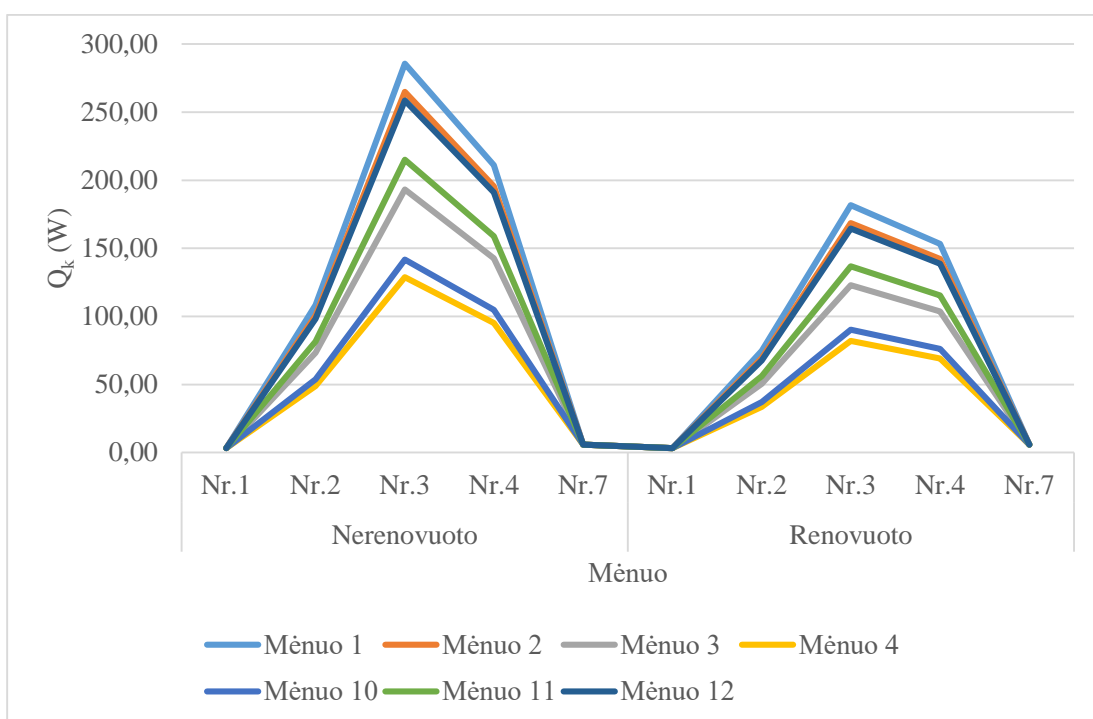 300,00
250,00
200,00
150,00
100,00
50,00
0,00
Qk (W)
Nr.1 Nr.2 Nr.3 Nr.4 Nr.7 Nr.1 Nr.2 Nr.3 Nr.4 Nr.7
Nerenovuoto Renovuoto
Mėnuo
Mėnuo 1 Mėnuo 2 Mėnuo 3 Mėnuo 4
Mėnuo 10 Mėnuo 11 Mėnuo 12